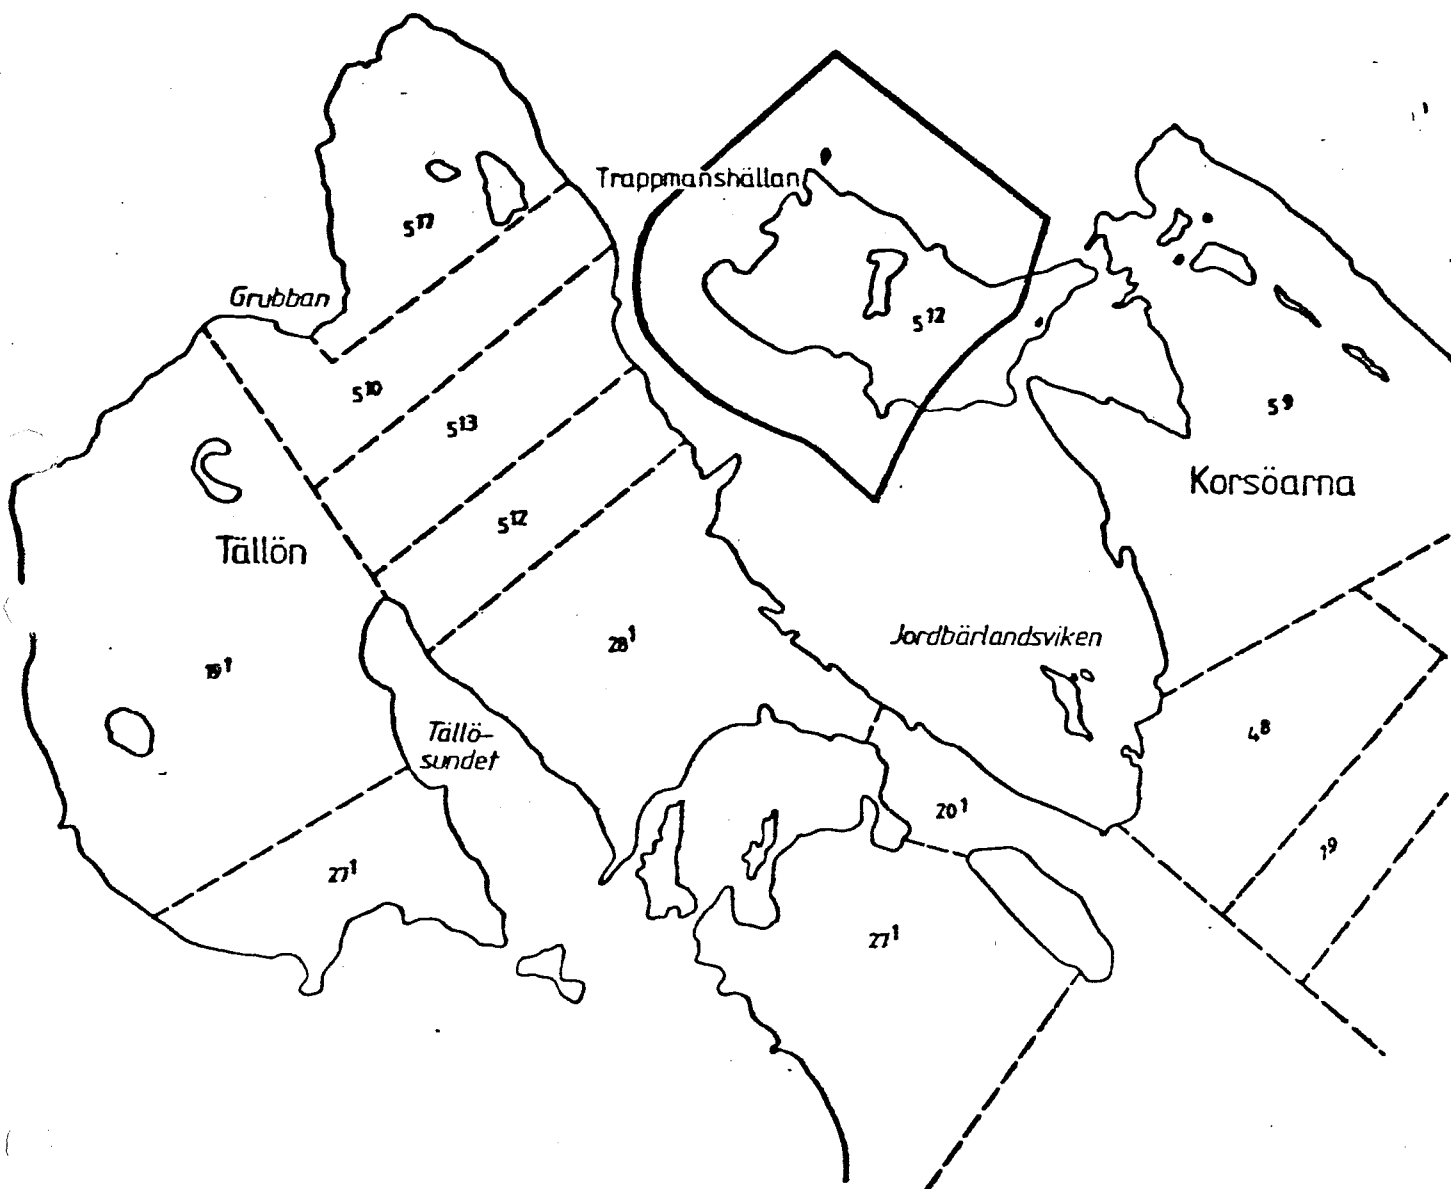 Trappmanshällan
5¹⁷
Grubban
5¹²
5¹⁰
5¹³
5⁹
Korsöarna
5¹²
Tällön
28¹
Jordbärlandsviken
19¹
Tällö-
sundet
4⁸
20¹
1⁹
27¹
27¹